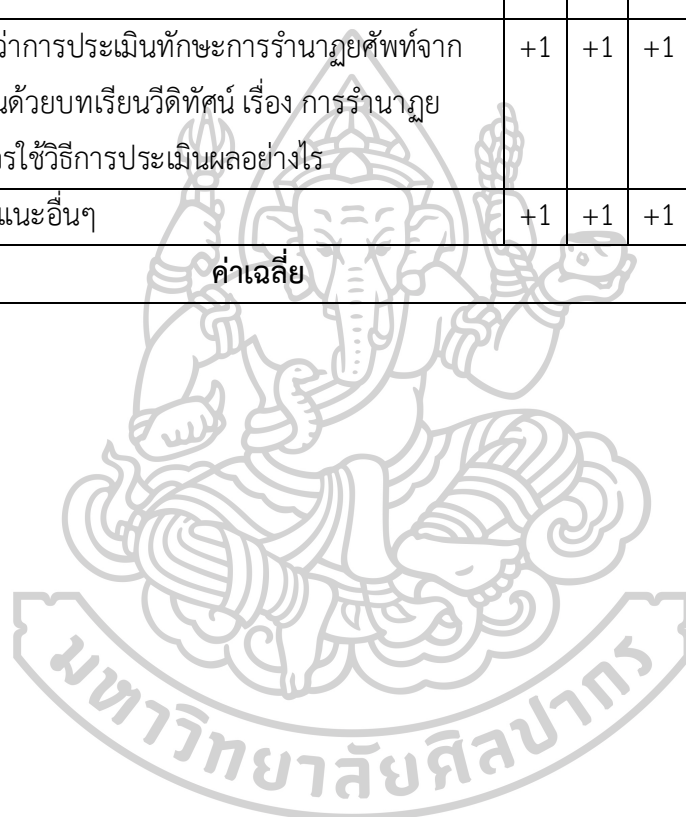 ว่าการประเมินทักษะการรำนาฏยศัพท์จาก +1 +1 +1
นด้วยบทเรียนวีดิทัศน์ เรื่อง การรำนาฏย
รใช้วิธีการประเมินผลอย่างไร
แนะอื่นๆ +1 +1 +1
ค่าเฉลี่ย
มหาวิทยาลัยศิลปากร